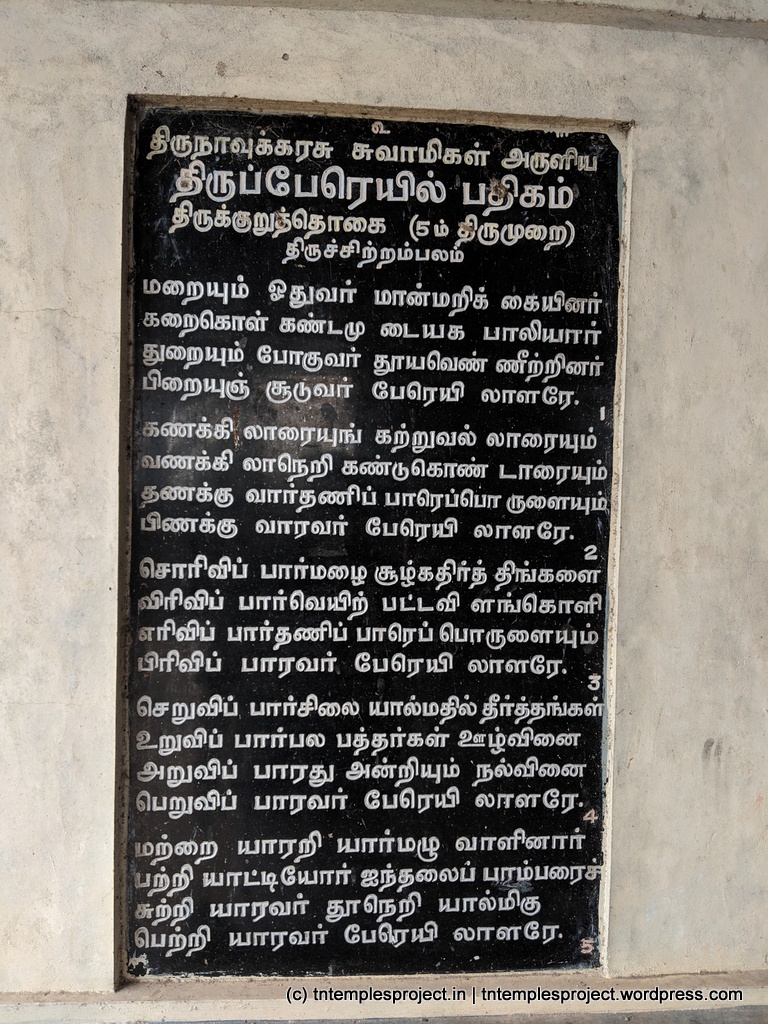 உ
திருநாவுக்கரசு சுவாமிகள் அருளிய
திருப்பேரெயில் பதிகம்
திருக்குறுந்தொகை (5ம் திருமுறை)
திருச்சிற்றம்பலம்
மறையும் ஓதுவர் மான்மறிக் கையினர்
கறைகொள் கண்டமு டையக பாலியார்
துறையும் போகுவர் தூயவெண் ணீற்றினர்
பிறையுஞ் சூடுவர் பேரெயி லாளரே.
1
கணக்கி லாரையுங் கற்றுவல் லாரையும்
வணக்கி லாநெறி கண்டுகொண் டாரையும்
தணக்கு வார்தணிப் பாரெப்பொ ருளையும்
பிணக்கு வாரவர் பேரெயி லாளரே.
2
சொரிவிப் பார்மழை சூழ்கதிர்த் திங்களை
விரிவிப் பார்வெயிற் பட்டவி ளங்கொளி
எரிவிப் பார்தணிப் பாரெப் பொருளையும்
பிரிவிப் பாரவர் பேரெயி லாளரே.
3
செறுவிப் பார்சிலை யால்மதில் தீர்த்தங்கள்
உறுவிப் பார்பல பத்தர்கள் ஊழ்வினை
அறுவிப் பாரது அன்றியும் நல்வினை
பெறுவிப் பாரவர் பேரெயி லாளரே.
4
மற்றை யாரறி யார்மழு வாளினார்
பற்றி யாட்டியோர் ஐந்தலைப் பரம்பரைச்
சுற்றி யாரவர் தூநெறி யால்மிகு
பெற்றி யாரவர் பேரெயி லாளரே.
5
(c) tntemplesproject.in | tntemplesproject.wordpress.com